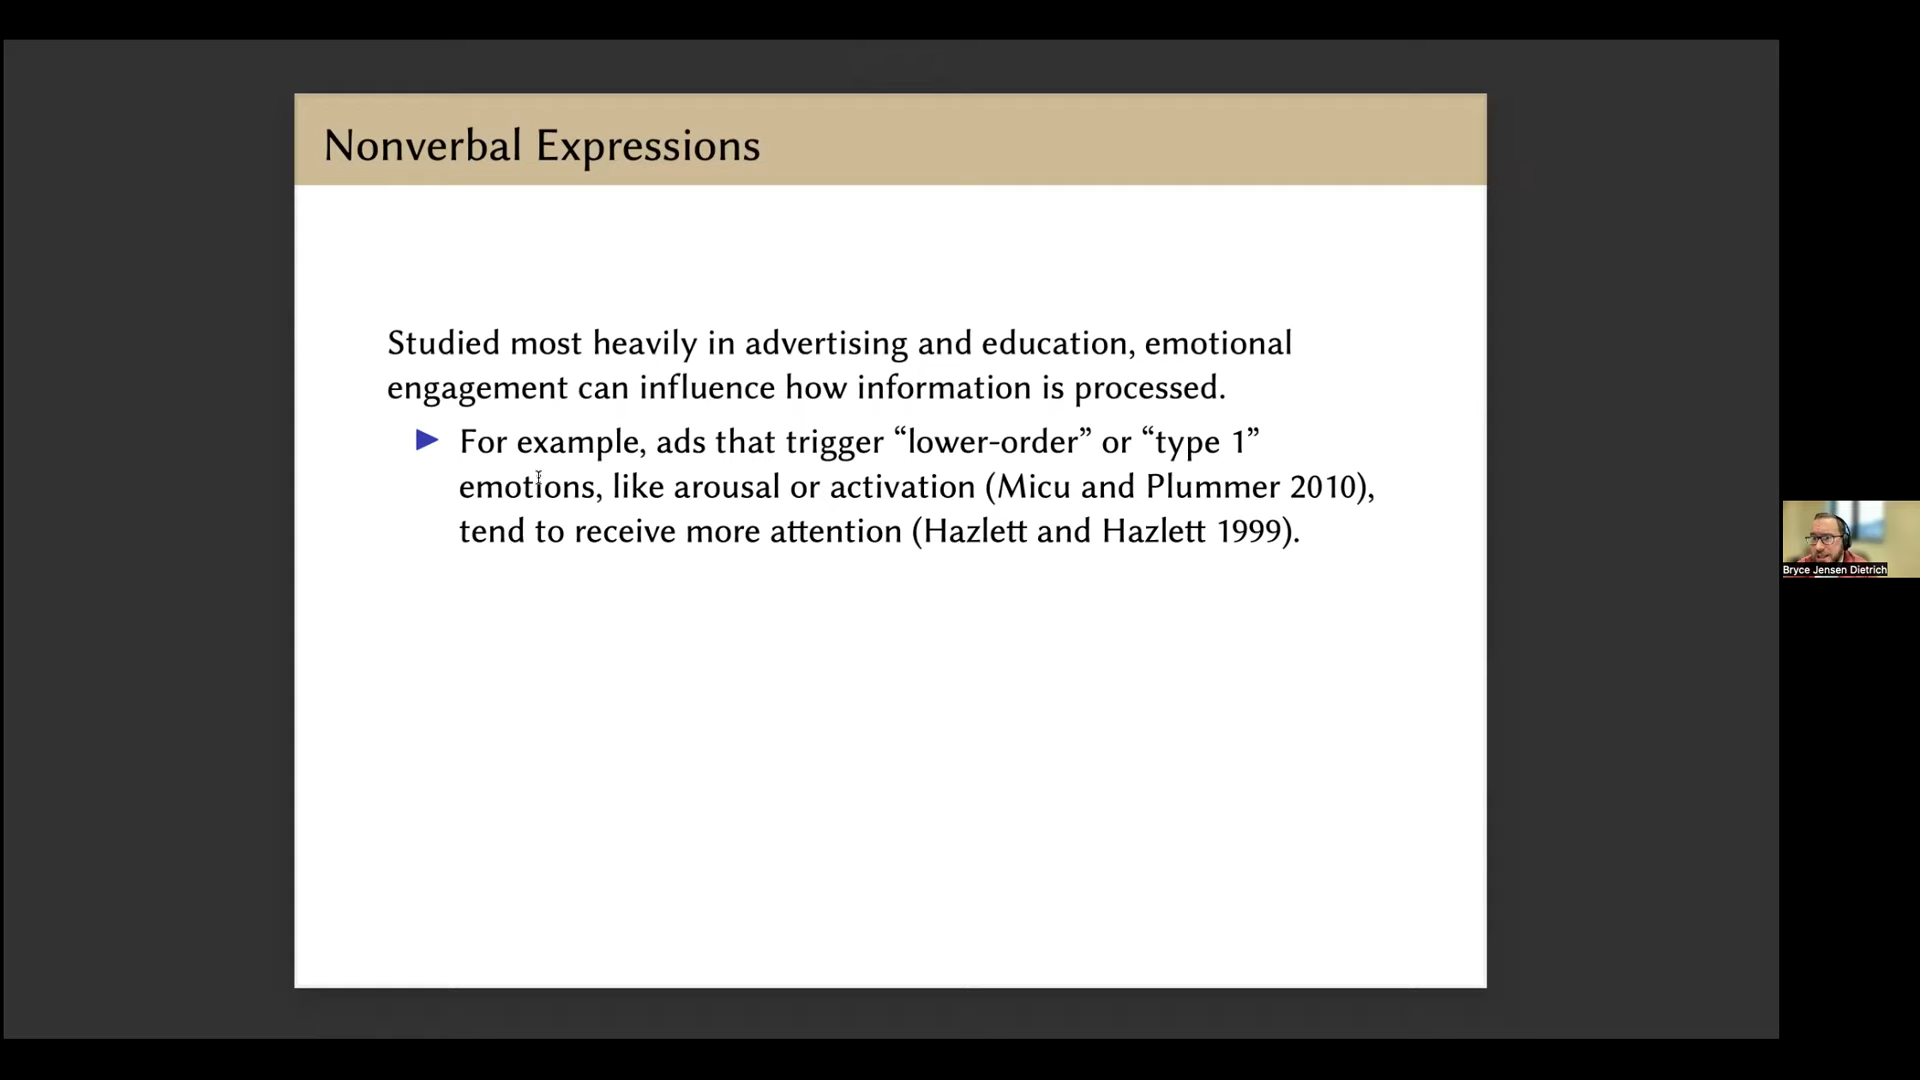 Nonverbal Expressions
Studied most heavily in advertising and education, emotional
engagement can influence how information is processed.
▶ For example, ads that trigger “lower-order” or “type 1”
emotions, like arousal or activation (Micu and Plummer 2010),
tend to receive more attention (Hazlett and Hazlett 1999).
Bryce Jensen Dietrich